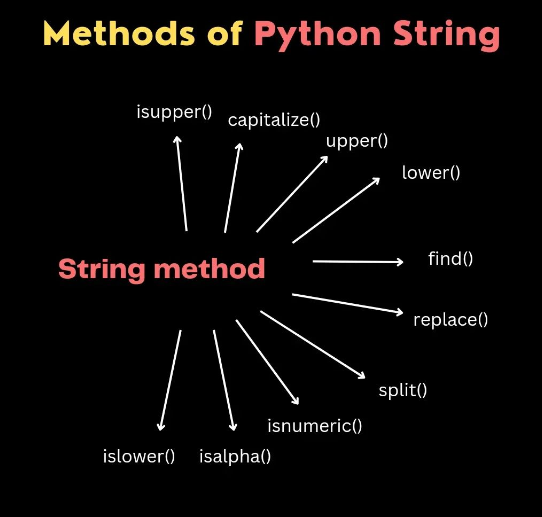 Methods of Python String
isupper()
capitalize()
upper()
lower()
String method
find()
replace()
split()
isnumeric()
islower()
isalpha()